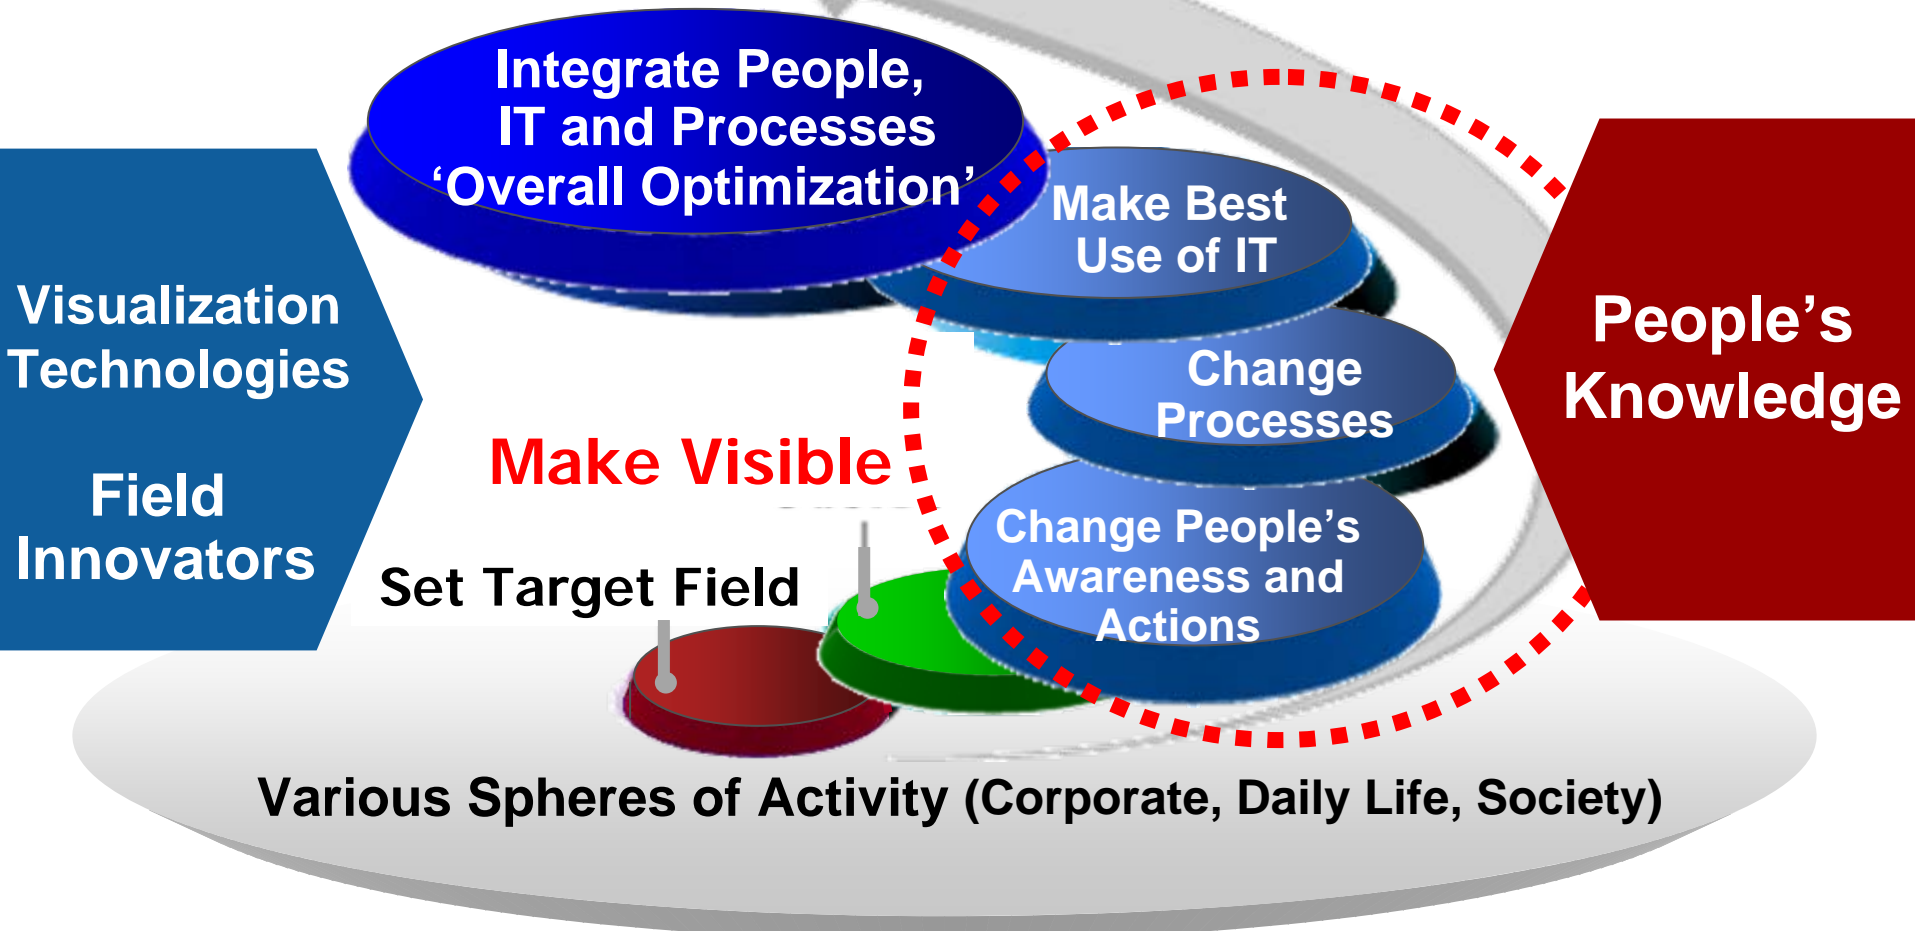 Integrate People,
IT and Processes
‘Overall Optimization’
Make Best
Use of IT
Change
Processes
Change People’s
Awareness and
Actions
Visualization
Technologies
Field
Innovators
Make Visible
Set Target Field
People’s
Knowledge
Various Spheres of Activity (Corporate, Daily Life, Society)